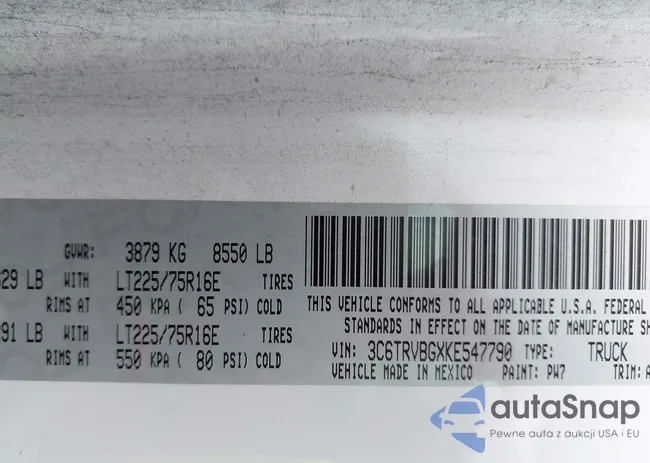 GVWR: 3879 KG 8550 LB
829 LB WITH LT225/75R16E TIRES
RIMS AT 450 KPA ( 65 PSI) COLD
291 LB WITH LT225/75R16E TIRES
RIMS AT 550 KPA ( 80 PSI) COLD
THIS VEHICLE CONFORMS TO ALL APPLICABLE U.S.A. FEDERAL
STANDARDS IN EFFECT ON THE DATE OF MANUFACTURE SH
VIN: 3C6TRVBGXKE547790 TYPE: TRUCK
VEHICLE MADE IN MEXICO PAINT: PW7 TRIM: A
autaSnap
Pewne auta z aukcji USA i EU